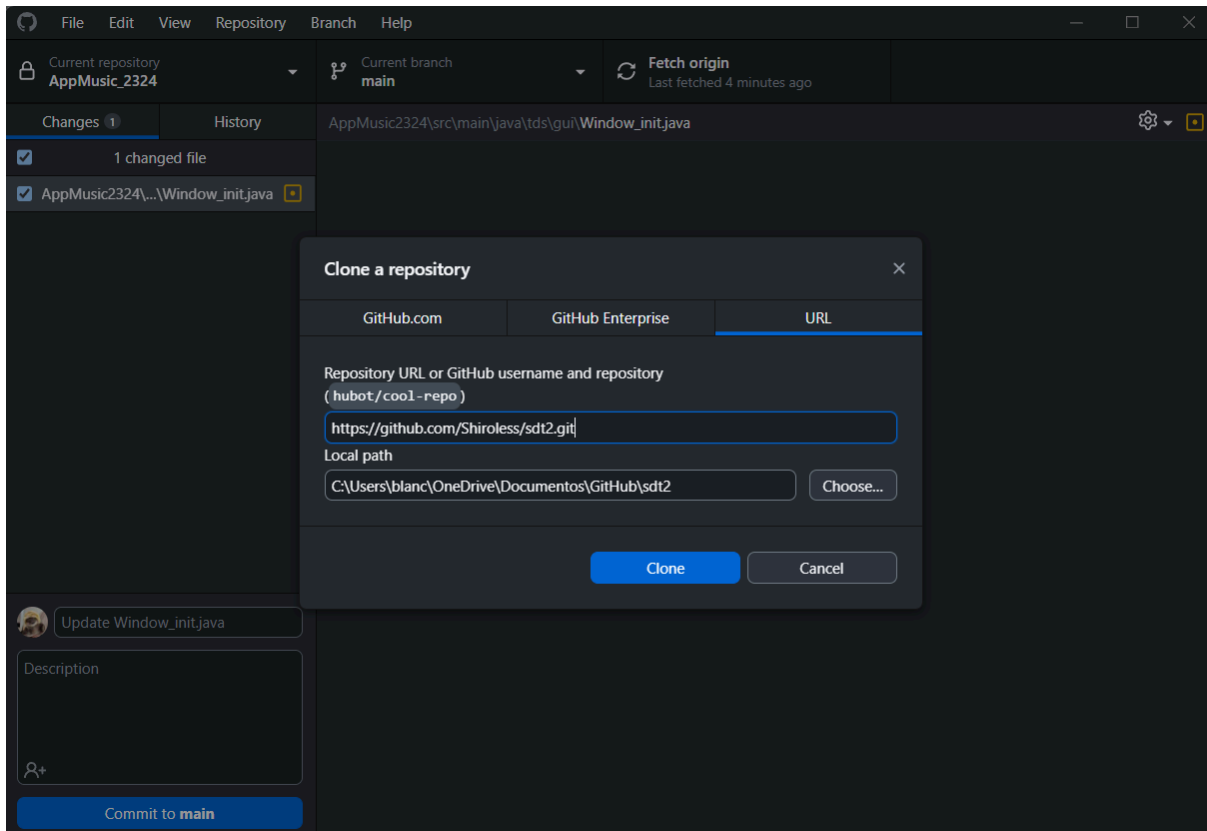 File Edit View Repository Branch Help
Current repository
AppMusic_2324
Current branch
main
Fetch origin
Last fetched 4 minutes ago
Changes 1 History
AppMusic2324\src\main\java\tds\gui\Window_init.java
1 changed file
AppMusic2324\...\Window_init.java
Clone a repository
GitHub.com GitHub Enterprise URL
Repository URL or GitHub username and repository
(hubot/cool-repo)
https://github.com/Shiroless/sdt2.git
Local path
C:\Users\blanc\OneDrive\Documentos\GitHub\sdt2 Choose...
Clone Cancel
Update Window_init.java
Description
Commit to main